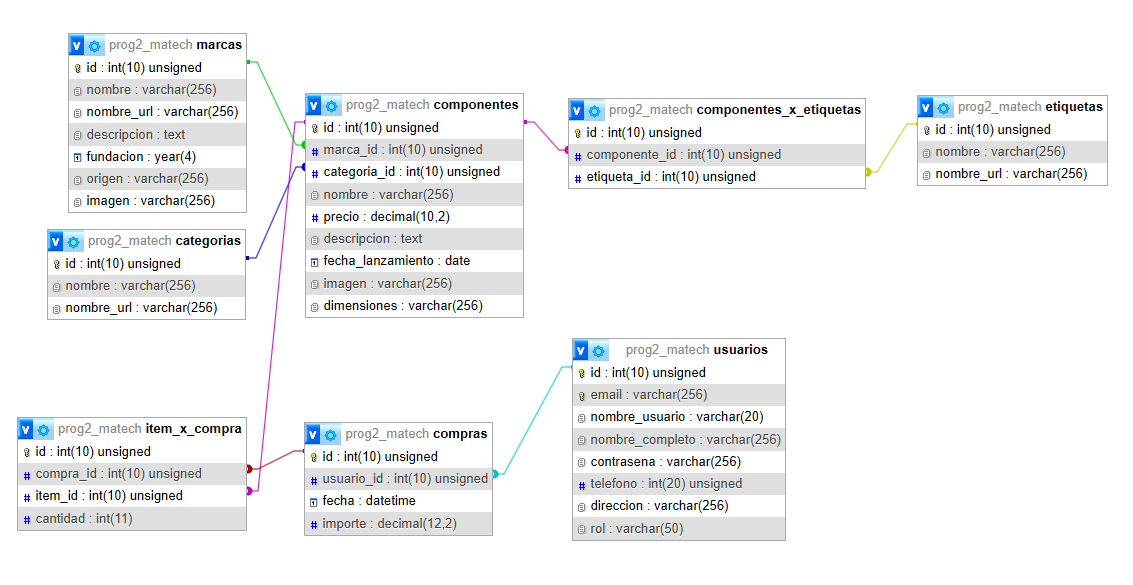 prog2_matech marcas
id : int(10) unsigned
nombre : varchar(256)
nombre_url : varchar(256)
descripcion : text
fundacion : year(4)
origen : varchar(256)
imagen : varchar(256)
prog2_matech categorias
id : int(10) unsigned
nombre : varchar(256)
nombre_url : varchar(256)
prog2_matech componentes
id : int(10) unsigned
marca_id : int(10) unsigned
categoria_id : int(10) unsigned
nombre : varchar(256)
precio : decimal(10,2)
descripcion : text
fecha_lanzamiento : date
imagen : varchar(256)
dimensiones : varchar(256)
prog2_matech componentes_x_etiquetas
id : int(10) unsigned
componente_id : int(10) unsigned
etiqueta_id : int(10) unsigned
prog2_matech etiquetas
id : int(10) unsigned
nombre : varchar(256)
nombre_url : varchar(256)
prog2_matech item_x_compra
id : int(10) unsigned
compra_id : int(10) unsigned
item_id : int(10) unsigned
cantidad : int(11)
prog2_matech compras
id : int(10) unsigned
usuario_id : int(10) unsigned
fecha : datetime
importe : decimal(12,2)
prog2_matech usuarios
id : int(10) unsigned
email : varchar(256)
nombre_usuario : varchar(20)
nombre_completo : varchar(256)
contrasena : varchar(256)
telefono : int(20) unsigned
direccion : varchar(256)
rol : varchar(50)